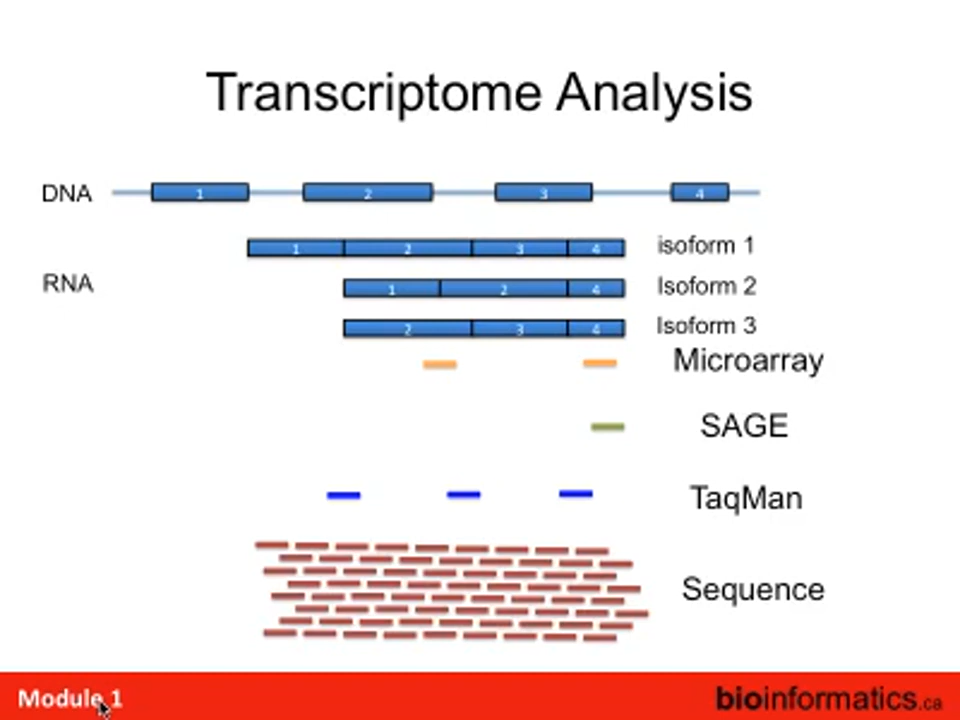 Transcriptome Analysis
DNA 1 2 3 4
1 2 3 4 isoform 1
RNA 1 2 4 Isoform 2
2 3 4 Isoform 3
Microarray
SAGE
TaqMan
Sequence
Module 1 bioinformatics.ca